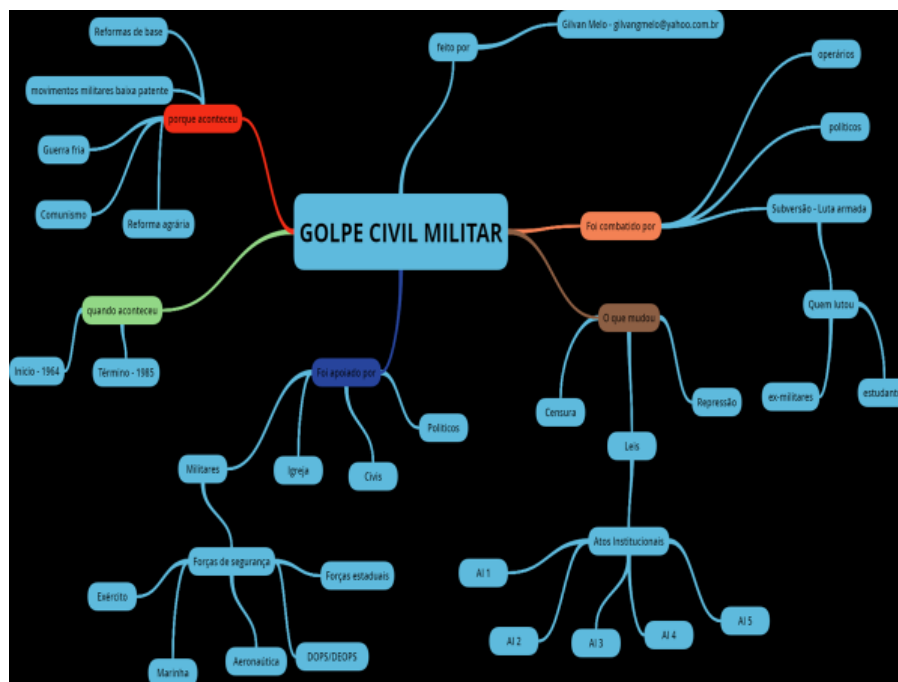 Gilvan Melo - gilvangmelo@yahoo.com.br
feito por
Reformas de base
movimentos militares baixa patente
porque aconteceu
Guerra fria
Comunismo
Reforma agrária
GOLPE CIVIL MILITAR
operários
políticos
Foi combatido por
Subversão - Luta armada
Quem lutou
ex-militares
estudant
quando aconteceu
Inicio - 1964
Término - 1985
O que mudou
Censura
Leis
Repressão
Atos Institucionais
AI 1
AI 2
AI 3
AI 4
AI 5
Foi apoiado por
Políticos
Militares
Igreja
Civis
Forças de segurança
Forças estaduais
Exército
Marinha
Aeronaútica
DOPS/DEOPS